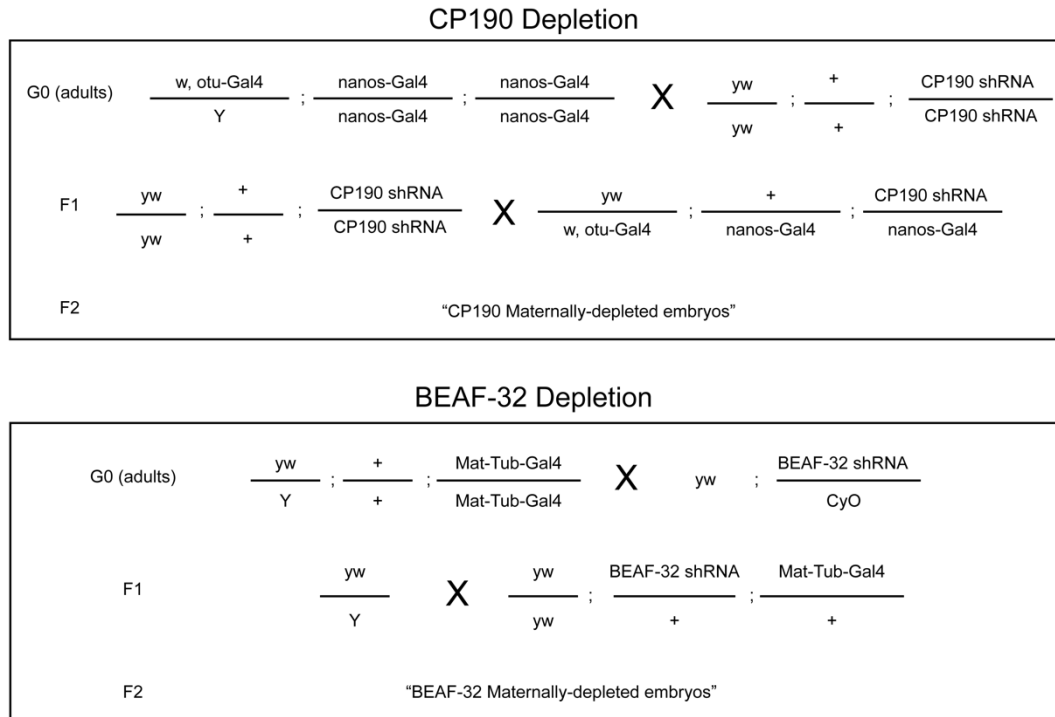 CP190 Depletion
G0 (adults)
w, otu-Gal4
Y
;
nanos-Gal4
nanos-Gal4
;
nanos-Gal4
nanos-Gal4
X
yw
yw
;
+
+
;
CP190 shRNA
CP190 shRNA
F1
yw
yw
;
+
+
;
CP190 shRNA
CP190 shRNA
X
yw
w, otu-Gal4
;
+
nanos-Gal4
;
CP190 shRNA
nanos-Gal4
F2
“CP190 Maternally-depleted embryos”
BEAF-32 Depletion
G0 (adults)
yw
Y
;
+
+
;
Mat-Tub-Gal4
Mat-Tub-Gal4
X
yw
;
BEAF-32 shRNA
CyO
F1
yw
Y
X
yw
yw
;
BEAF-32 shRNA
+
;
Mat-Tub-Gal4
+
F2
“BEAF-32 Maternally-depleted embryos”